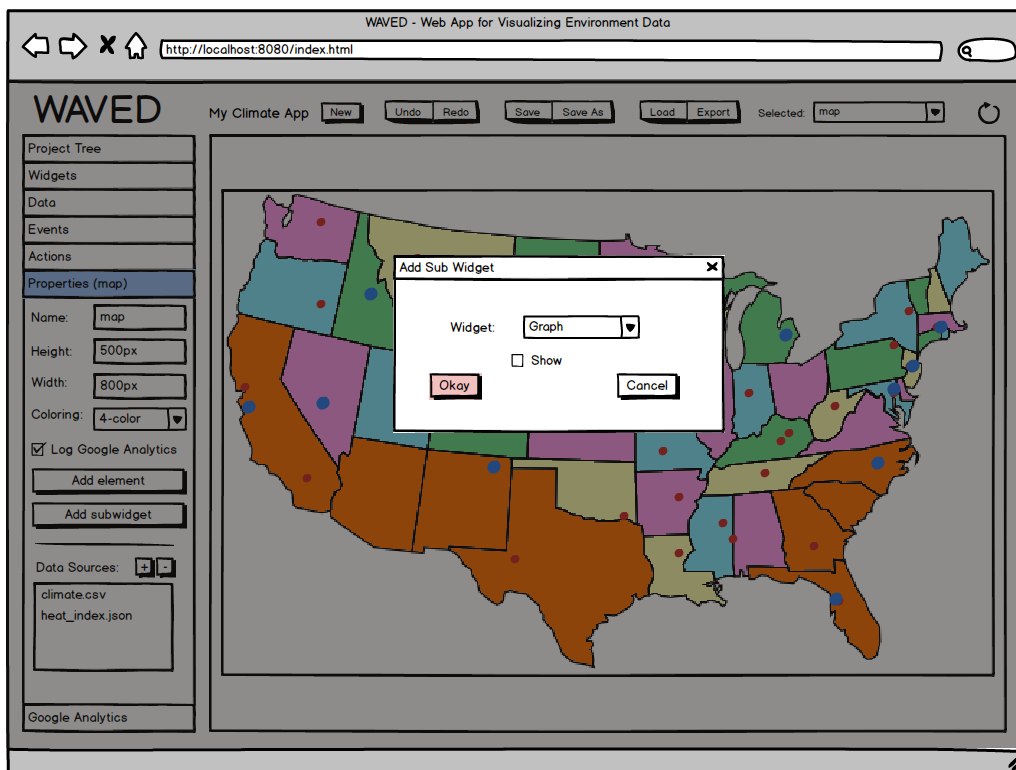 WAVED - Web App for Visualizing Environment Data
http://localhost:8080/index.html
WAVED
My Climate App
New
Undo
Redo
Save
Save As
Load
Export
Selected:
map
Project Tree
Widgets
Data
Events
Actions
Properties (map)
Name:
map
Height:
500px
Width:
800px
Coloring:
4-color
Log Google Analytics
Add element
Add subwidget
Data Sources:
+
-
climate.csv
heat_index.json
Google Analytics
Add Sub Widget
Widget:
Graph
Show
Okay
Cancel